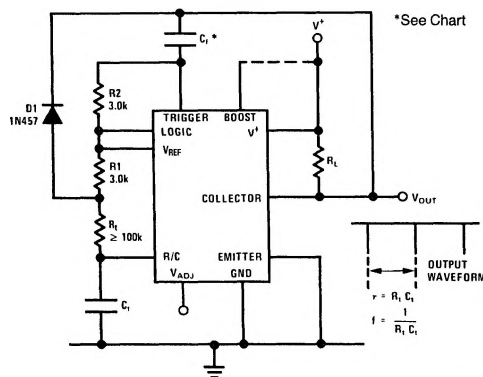 *See Chart
V+
Cf *
R2
3.0k
D1
1N457
TRIGGER
BOOST
LOGIC
V+
VREF
R1
3.0k
RL
COLLECTOR
VOUT
Rt
≥ 100k
R/C
EMITTER
VADJ
GND
Ct
OUTPUT
WAVEFORM
τ = Rt Ct
f = 1
Rt Ct